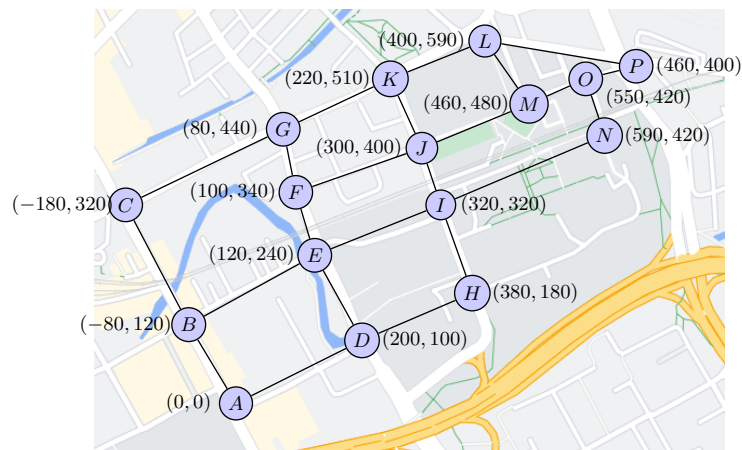 (400, 590) L
(220, 510) K
P (460, 400)
O
(550, 420)
(460, 480) M
(80, 440) G
(300, 400) J
N (590, 420)
(100, 340) F
(−180, 320) C
I (320, 320)
(120, 240) E
H (380, 180)
(−80, 120) B
D (200, 100)
(0, 0) A